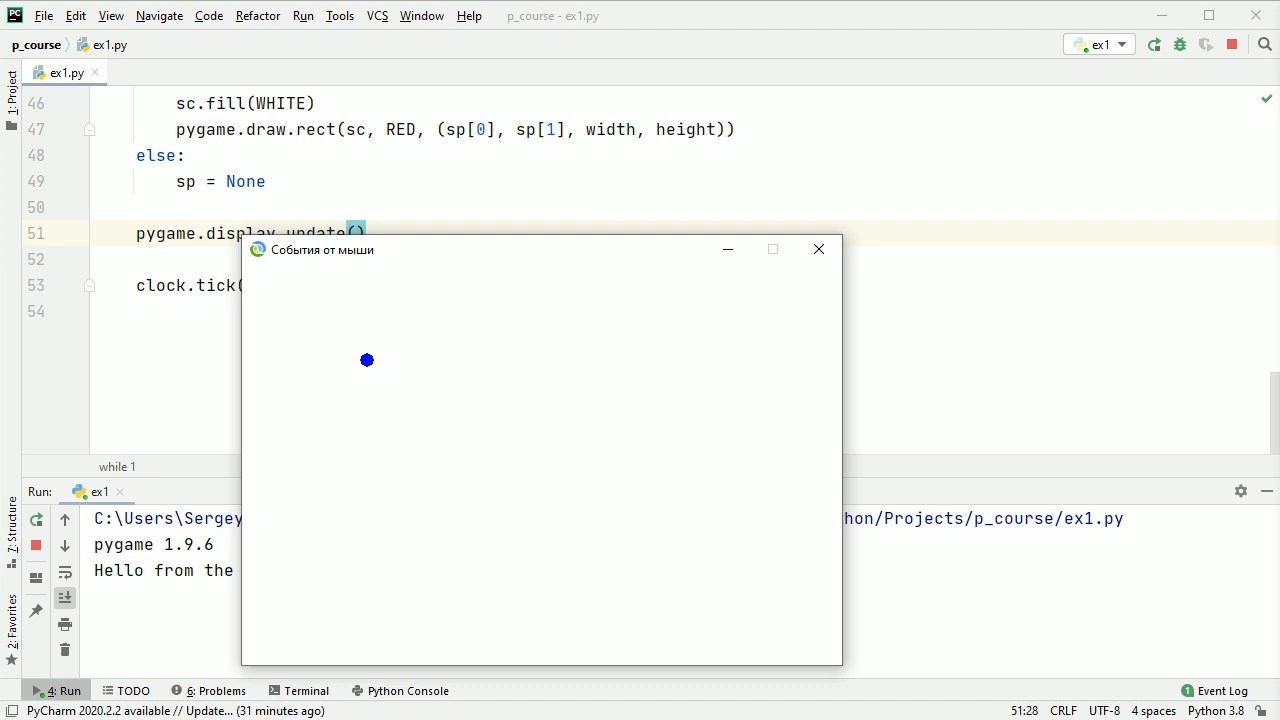 PC File Edit View Navigate Code Refactor Run Tools VCS Window Help p_course - ex1.py
p_course ex1.py ex1
1: Project
ex1.py
46 sc.fill(WHITE)
47 pygame.draw.rect(sc, RED, (sp[0], sp[1], width, height))
48 else:
49 sp = None
50
51 pygame.display.update()
52
53 clock.tick(
54
События от мыши
while 1
Run: ex1
C:\Users\Sergey hon/Projects/p_course/ex1.py
pygame 1.9.6
Hello from the
7: Structure
2: Favorites
4: Run TODO 6: Problems Terminal Python Console 1 Event Log
PyCharm 2020.2.2 available // Update... (31 minutes ago) 51:28 CRLF UTF-8 4 spaces Python 3.8